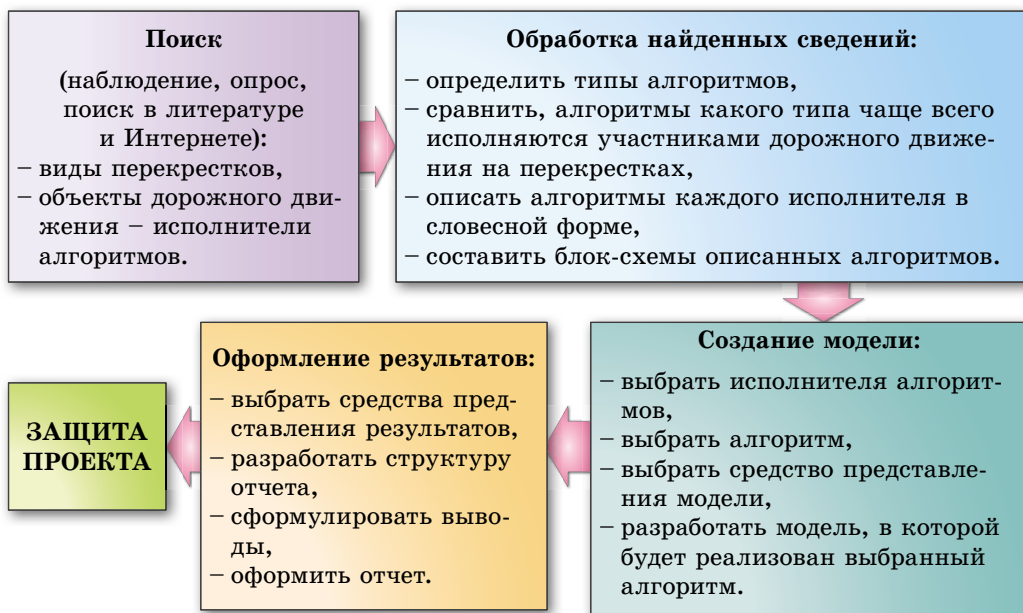 Поиск
(наблюдение, опрос,
поиск в литературе
и Интернете):
– виды перекрестков,
– объекты дорожного дви-
жения – исполнители
алгоритмов.
Обработка найденных сведений:
– определить типы алгоритмов,
– сравнить, алгоритмы какого типа чаще всего
исполняются участниками дорожного движе-
ния на перекрестках,
– описать алгоритмы каждого исполнителя в
словесной форме,
– составить блок-схемы описанных алгоритмов.
Создание модели:
– выбрать исполнителя алгорит-
мов,
– выбрать алгоритм,
– выбрать средство представле-
ния модели,
– разработать модель, в которой
будет реализован выбранный
алгоритм.
Оформление результатов:
– выбрать средства пред-
ставления результатов,
– разработать структуру
отчета,
– сформулировать выво-
ды,
– оформить отчет.
ЗАЩИТА
ПРОЕКТА